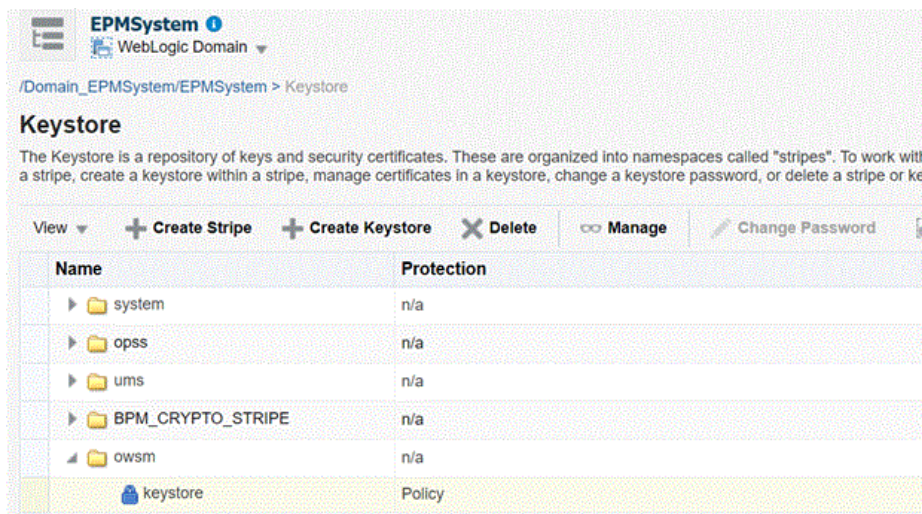 EPMSystem
WebLogic Domain
/Domain_EPMSystem/EPMSystem > Keystore
Keystore
The Keystore is a repository of keys and security certificates. These are organized into namespaces called "stripes". To work
a stripe, create a keystore within a stripe, manage certificates in a keystore, change a keystore password, or delete a stripe or
View Create Stripe Create Keystore Delete Manage Change Password
Name Protection
system n/a
opss n/a
ums n/a
BPM_CRYPTO_STRIPE n/a
owsm n/a
keystore Policy